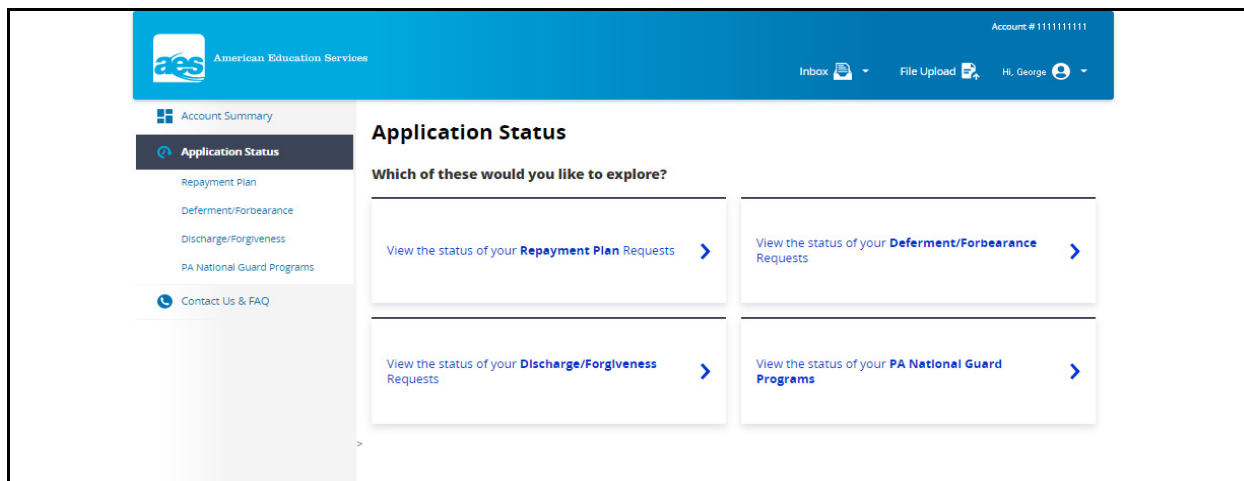 Account # 1111111111
aes
American Education Services
Inbox
File Upload
Hi, George
Account Summary
Application Status
Repayment Plan
Deferment/Forbearance
Discharge/Forgiveness
PA National Guard Programs
Contact Us & FAQ
Application Status
Which of these would you like to explore?
View the status of your Repayment Plan Requests
View the status of your Deferment/Forbearance
Requests
View the status of your Discharge/Forgiveness
Requests
View the status of your PA National Guard
Programs
>